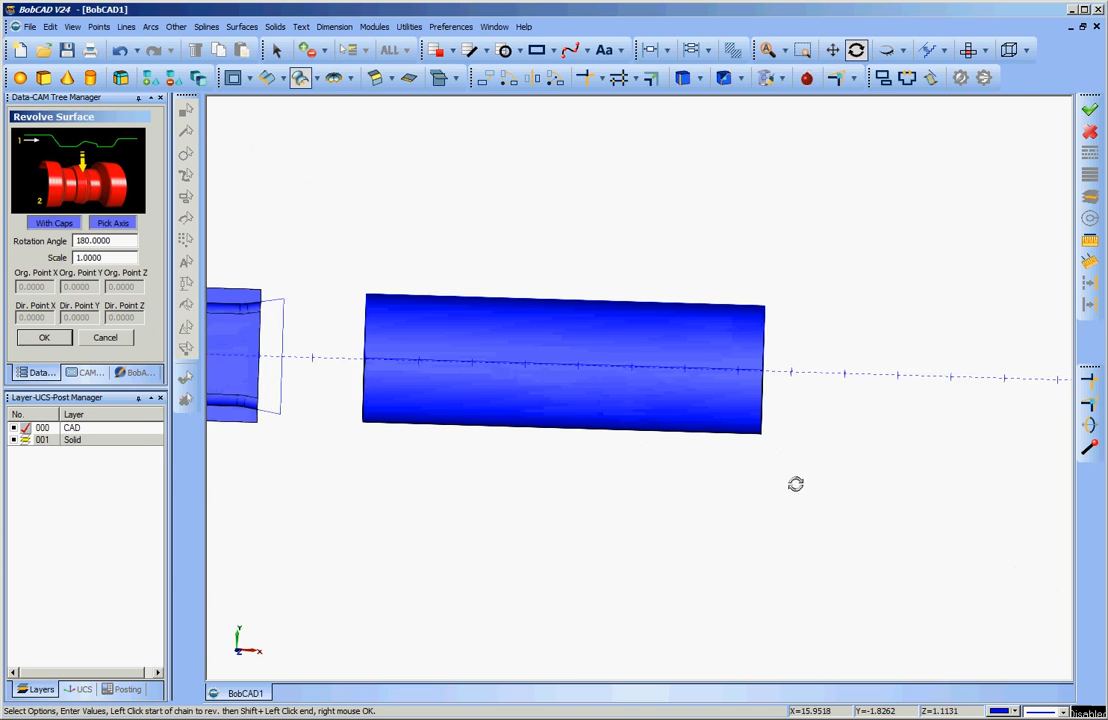 BobCAD V24 - [BobCAD1]
File Edit View Points Lines Arcs Other Splines Surfaces Solids Text Dimension Modules Utilities Preferences Window Help
ALL Aa
Data-CAM Tree Manager
Revolve Surface
1
2
With Caps Pick Axis
Rotation Angle 180.0000
Scale 1.0000
Org. Point X Org. Point Y Org. Point Z
0.0000 0.0000 0.0000
Dir. Point X Dir. Point Y Dir. Point Z
0.0000 0.0000 0.0000
OK Cancel
Data... CAM... BobA...
Layer-UCS-Post Manager
No. Layer
000 CAD
001 Solid
Y
Z X
Layers UCS Posting
BobCAD1
Select Options, Enter Values, Left Click start of chain to rev. then Shift+ Left Click end, right mouse OK.
X=15.9518 Y=-1.8262 Z=1.1131
Disabled